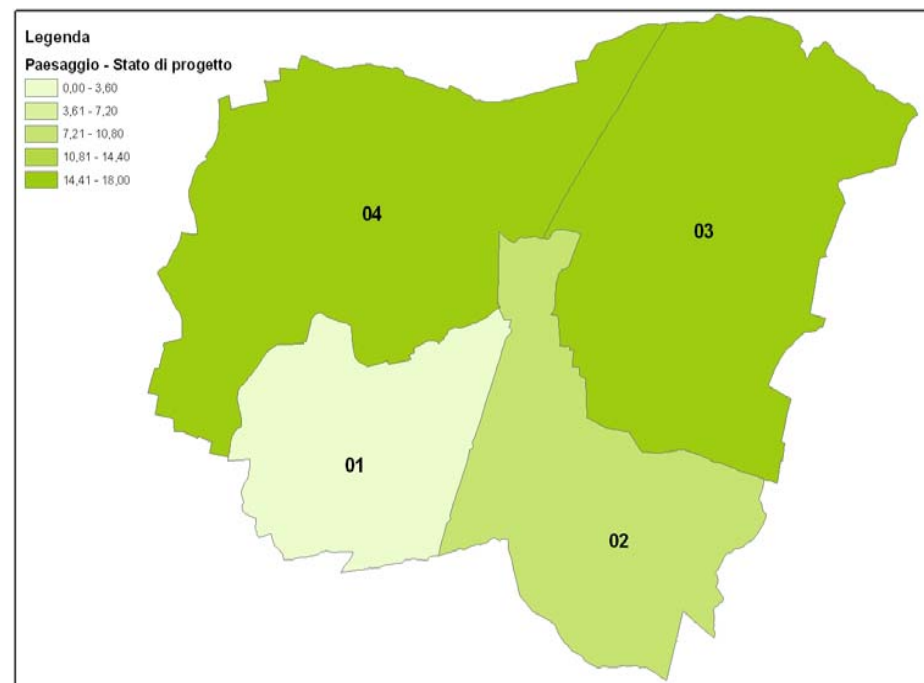 Legenda
Paesaggio - Stato di progetto
0,00 - 3,60
3,61 - 7,20
7,21 - 10,80
10,81 - 14,40
14,41 - 18,00
04
03
01
02